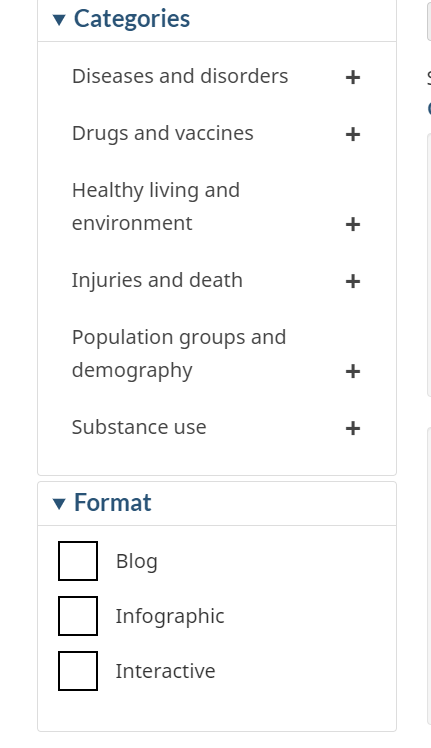 Categories
Diseases and disorders +
Drugs and vaccines +
Healthy living and
environment +
Injuries and death +
Population groups and
demography +
Substance use +
Format
Blog
Infographic
Interactive